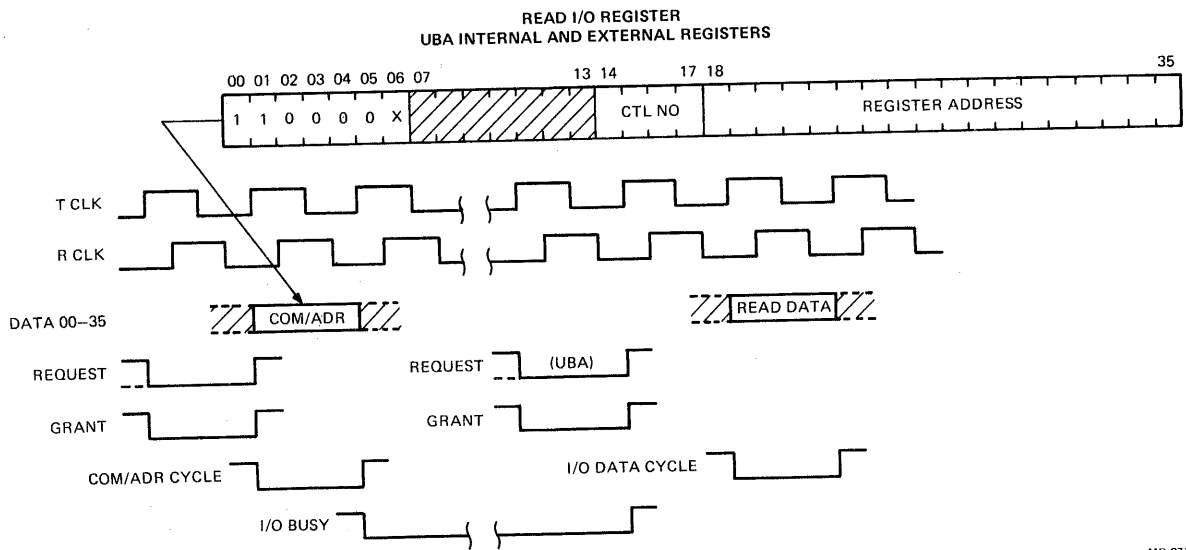 READ I/O REGISTER
UBA INTERNAL AND EXTERNAL REGISTERS
00 01 02 03 04 05 06 07 13 14 17 18 35
1 1 0 0 0 0 X CTL NO REGISTER ADDRESS
T CLK
R CLK
DATA 00–35 COM/ADR READ DATA
REQUEST REQUEST (UBA)
GRANT GRANT
COM/ADR CYCLE I/O DATA CYCLE
I/O BUSY